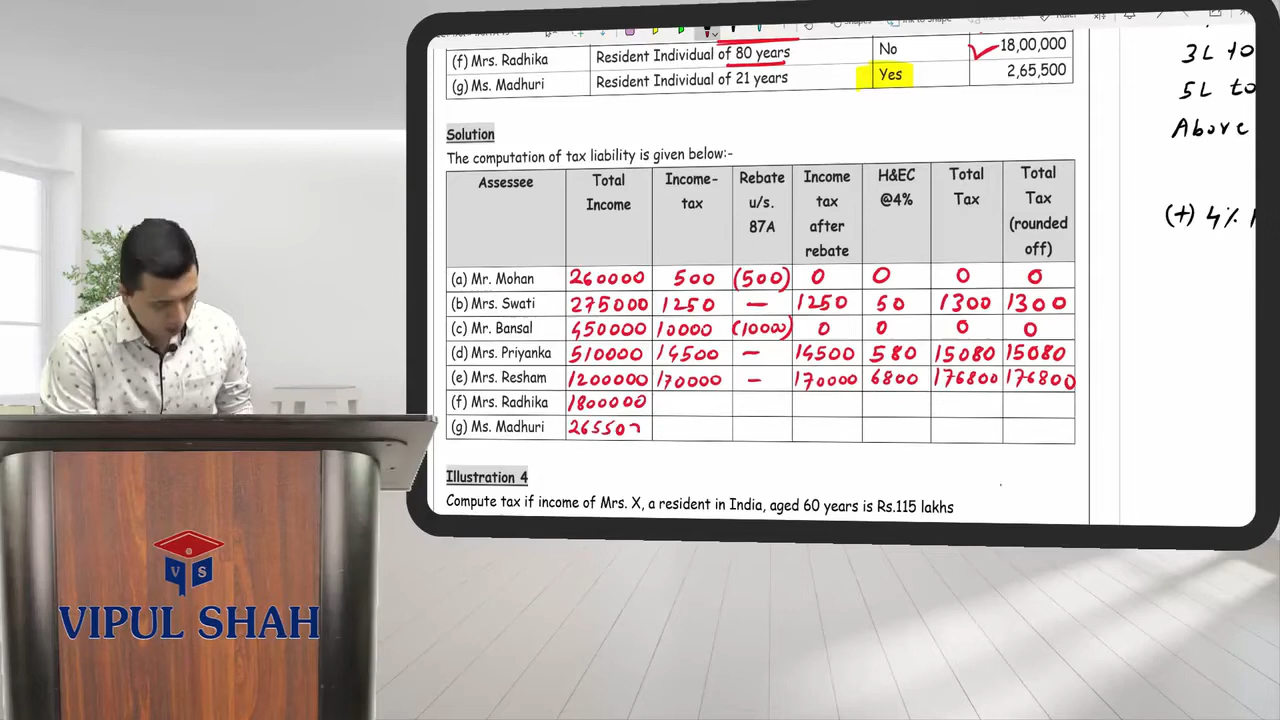 (f) Mrs. Radhika Resident Individual of 80 years No 18,00,000
(g) Ms. Madhuri Resident Individual of 21 years Yes 2,65,500
3L to
5L to
Above
(+) 4%
Solution
The computation of tax liability is given below:-
Assessee Total Income Income-tax Rebate u/s. 87A Income tax after rebate H&EC @4% Total Tax Total Tax (rounded off)
(a) Mr. Mohan 260000 500 (500) 0 0 0 0
(b) Mrs. Swati 275000 1250 — 1250 50 1300 1300
(c) Mr. Bansal 450000 10000 (10000) 0 0 0 0
(d) Mrs. Priyanka 510000 14500 — 14500 580 15080 15080
(e) Mrs. Resham 1200000 170000 — 170000 6800 176800 176800
(f) Mrs. Radhika 1800000
(g) Ms. Madhuri
Illustration 4
Compute tax if income of Mrs. X, a resident in India, aged 60 years is Rs.115 lakhs
V S
VIPUL SHAH